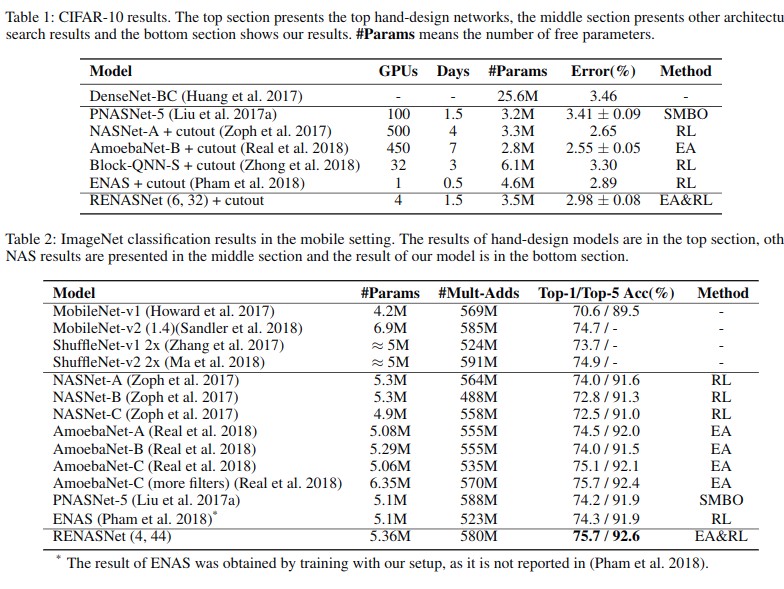 Table 1: CIFAR-10 results. The top section presents the top hand-design networks, the middle section presents other
search results and the bottom section shows our results. #Params means the number of free parameters.
Model GPUs Days #Params Error(%) Method
DenseNet-BC (Huang et al. 2017) - - 25.6M 3.46 -
PNASNet-5 (Liu et al. 2017a) 100 1.5 3.2M 3.41 ± 0.09 SMBO
NASNet-A + cutout (Zoph et al. 2017) 500 4 3.3M 2.65 RL
AmoebaNet-B + cutout (Real et al. 2018) 450 7 2.8M 2.55 ± 0.05 EA
Block-QNN-S + cutout (Zhong et al. 2018) 32 3 6.1M 3.30 RL
ENAS + cutout (Pham et al. 2018) 1 0.5 4.6M 2.89 RL
RENASNet (6, 32) + cutout 4 1.5 3.5M 2.98 ± 0.08 EA&RL
Table 2: ImageNet classification results in the mobile setting. The results of hand-design models are in the top section,
NAS results are presented in the middle section and the result of our model is in the bottom section.
Model #Params #Mult-Adds Top-1/Top-5 Acc(%) Method
MobileNet-v1 (Howard et al. 2017) 4.2M 569M 70.6 / 89.5 -
MobileNet-v2 (1.4)(Sandler et al. 2018) 6.9M 585M 74.7 / - -
ShuffleNet-v1 2x (Zhang et al. 2017) ≈ 5M 524M 73.7 / - -
ShuffleNet-v2 2x (Ma et al. 2018) ≈ 5M 591M 74.9 / - -
NASNet-A (Zoph et al. 2017) 5.3M 564M 74.0 / 91.6 RL
NASNet-B (Zoph et al. 2017) 5.3M 488M 72.8 / 91.3 RL
NASNet-C (Zoph et al. 2017) 4.9M 558M 72.5 / 91.0 RL
AmoebaNet-A (Real et al. 2018) 5.08M 555M 74.5 / 92.0 EA
AmoebaNet-B (Real et al. 2018) 5.29M 555M 74.0 / 91.5 EA
AmoebaNet-C (Real et al. 2018) 5.06M 535M 75.1 / 92.1 EA
AmoebaNet-C (more filters) (Real et al. 2018) 6.35M 570M 75.7 / 92.4 EA
PNASNet-5 (Liu et al. 2017a) 5.1M 588M 74.2 / 91.9 SMBO
ENAS (Pham et al. 2018)* 5.1M 523M 74.3 / 91.9 RL
RENASNet (4, 44) 5.36M 580M 75.7 / 92.6 EA&RL
* The result of ENAS was obtained by training with our setup, as it is not reported in (Pham et al. 2018).